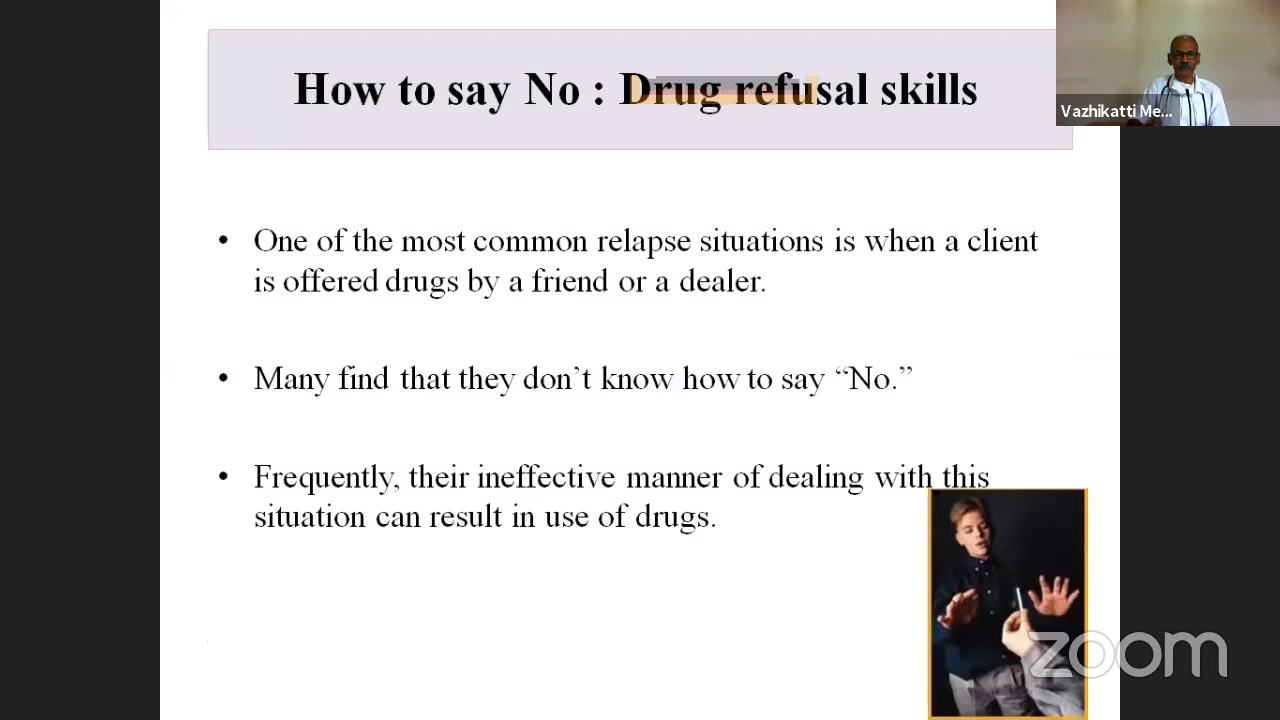 How to say No : Drug refusal skills
Vazhikatti Me...
• One of the most common relapse situations is when a client
is offered drugs by a friend or a dealer.
• Many find that they don’t know how to say “No.”
• Frequently, their ineffective manner of dealing with this
situation can result in use of drugs.
zoom